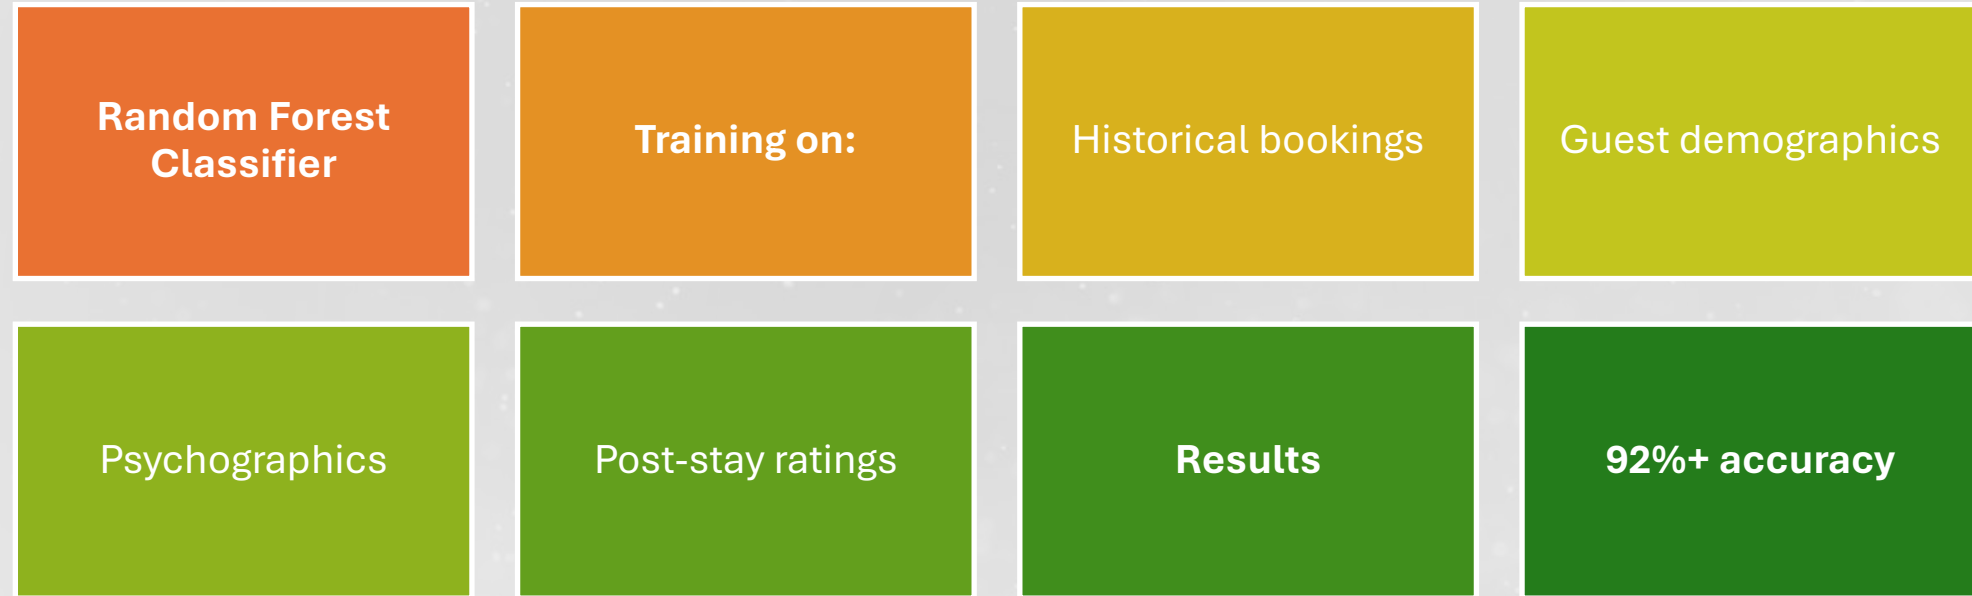 Random Forest
Classifier
Training on:
Historical bookings
Guest demographics
Psychographics
Post-stay ratings
Results
92%+ accuracy